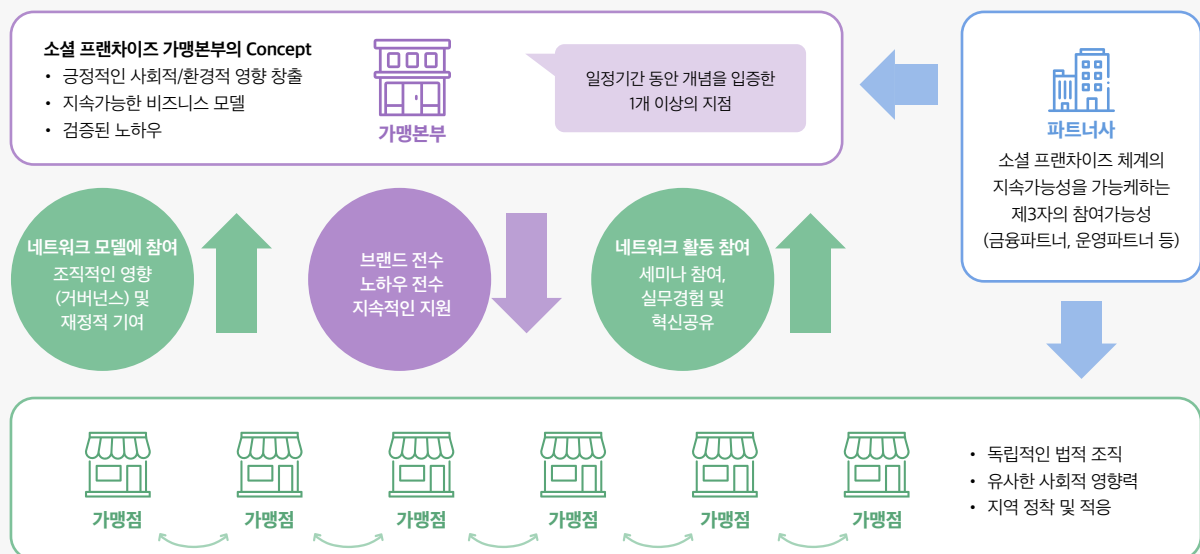 소셜 프랜차이즈 가맹본부의 Concept
• 긍정적인 사회적/환경적 영향 창출
• 지속가능한 비즈니스 모델
• 검증된 노하우
가맹본부
일정기간 동안 개념을 입증한
1개 이상의 지점
파트너사
소셜 프랜차이즈 체계의
지속가능성을 가능케하는
제3자의 참여가능성
(금융파트너, 운영파트너 등)
네트워크 모델에 참여
조직적인 영향
(거버넌스) 및
재정적 기여
브랜드 전수
노하우 전수
지속적인 지원
네트워크 활동 참여
세미나 참여,
실무경험 및
혁신공유
가맹점
가맹점
가맹점
가맹점
가맹점
가맹점
• 독립적인 법적 조직
• 유사한 사회적 영향력
• 지역 정착 및 적응